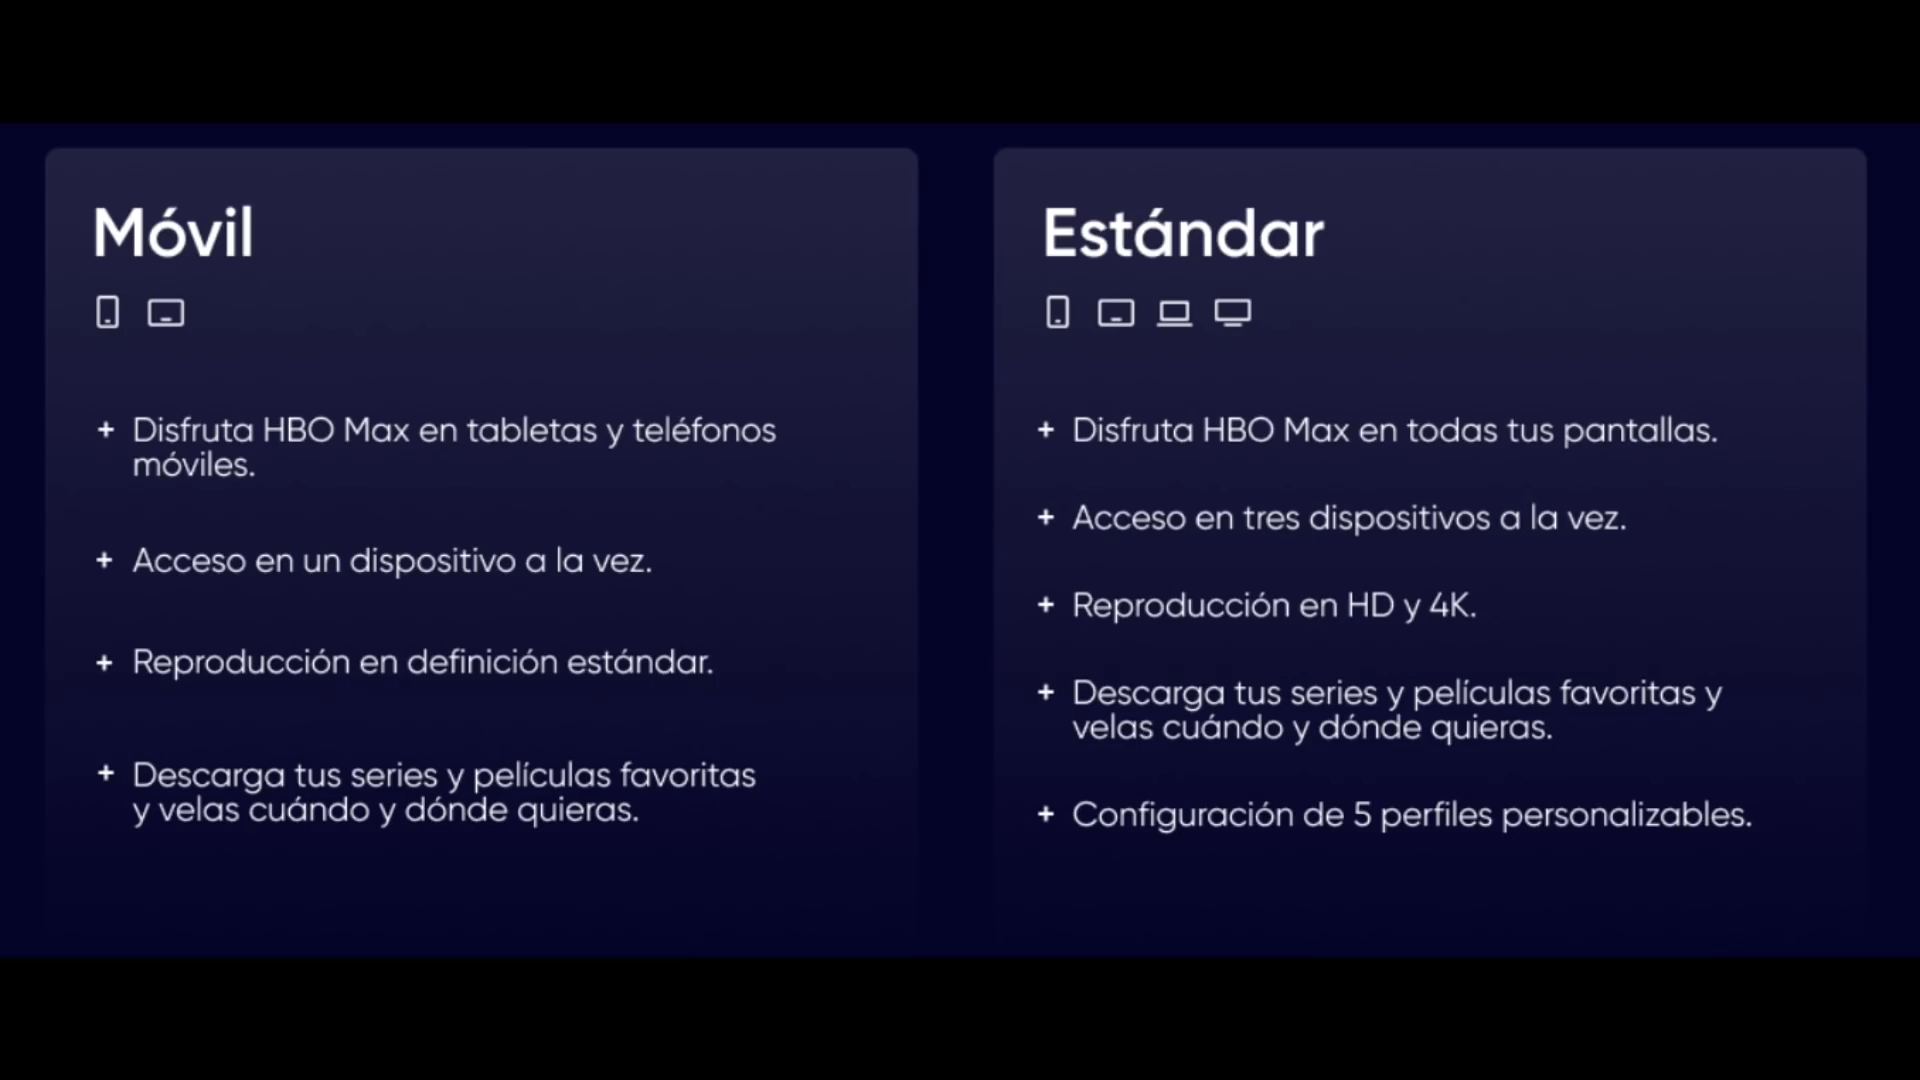 Móvil
+ Disfruta HBO Max en tabletas y teléfonos
móviles.
+ Acceso en un dispositivo a la vez.
+ Reproducción en definición estándar.
+ Descarga tus series y películas favoritas
y velas cuándo y dónde quieras.
Estándar
+ Disfruta HBO Max en todas tus pantallas.
+ Acceso en tres dispositivos a la vez.
+ Reproducción en HD y 4K.
+ Descarga tus series y películas favoritas y
velas cuándo y dónde quieras.
+ Configuración de 5 perfiles personalizables.